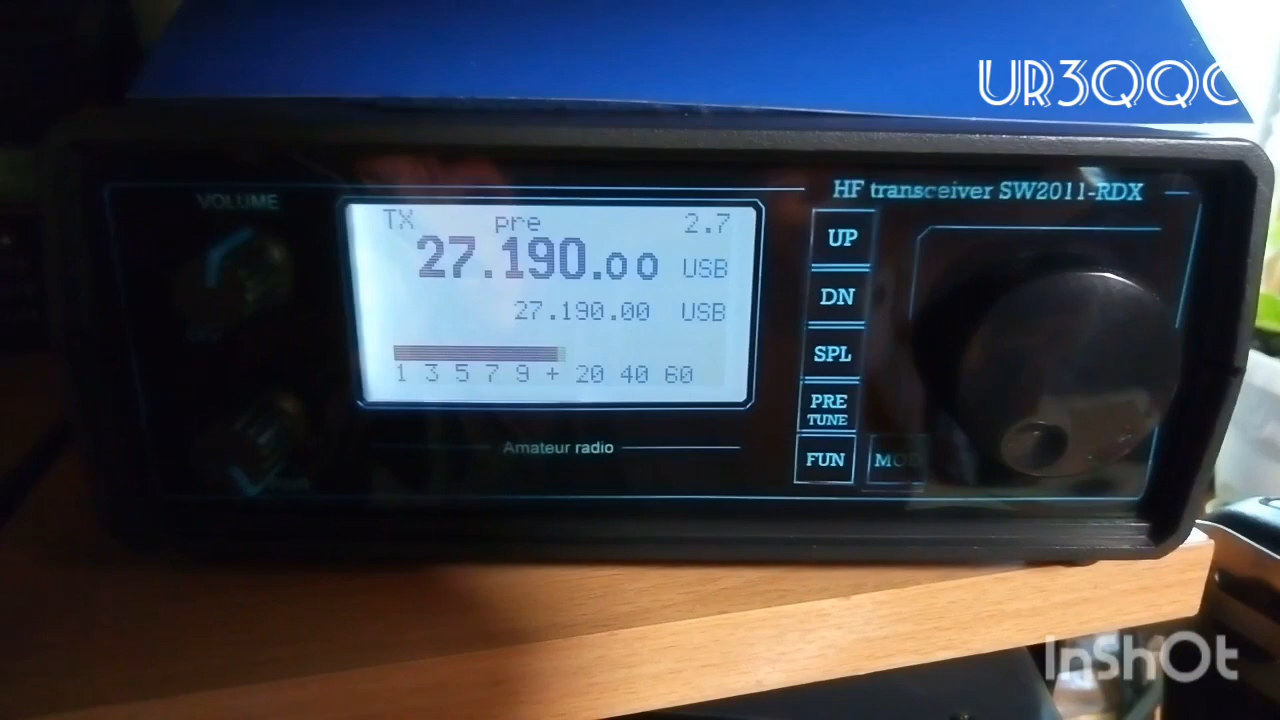 UR3QQC
HF transceiver SW2011-RDX
VOLUME
TX pre 2.7
27.190.00 USB
27.190.00 USB
1 3 5 7 9 + 20 40 60
UP
DN
SPL
PRE
TUNE
FUN
Amateur radio
InShOt